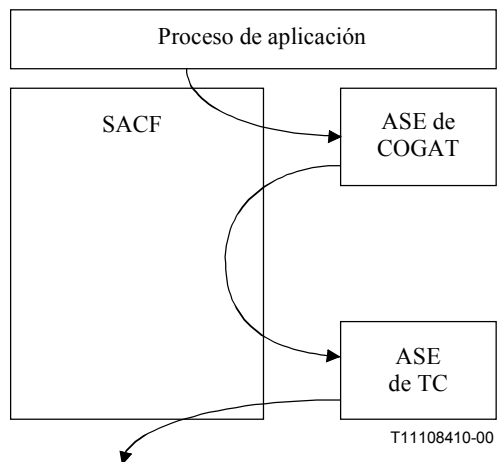 Proceso de aplicación
SACF
ASE de
COGAT
ASE
de TC
T11108410-00